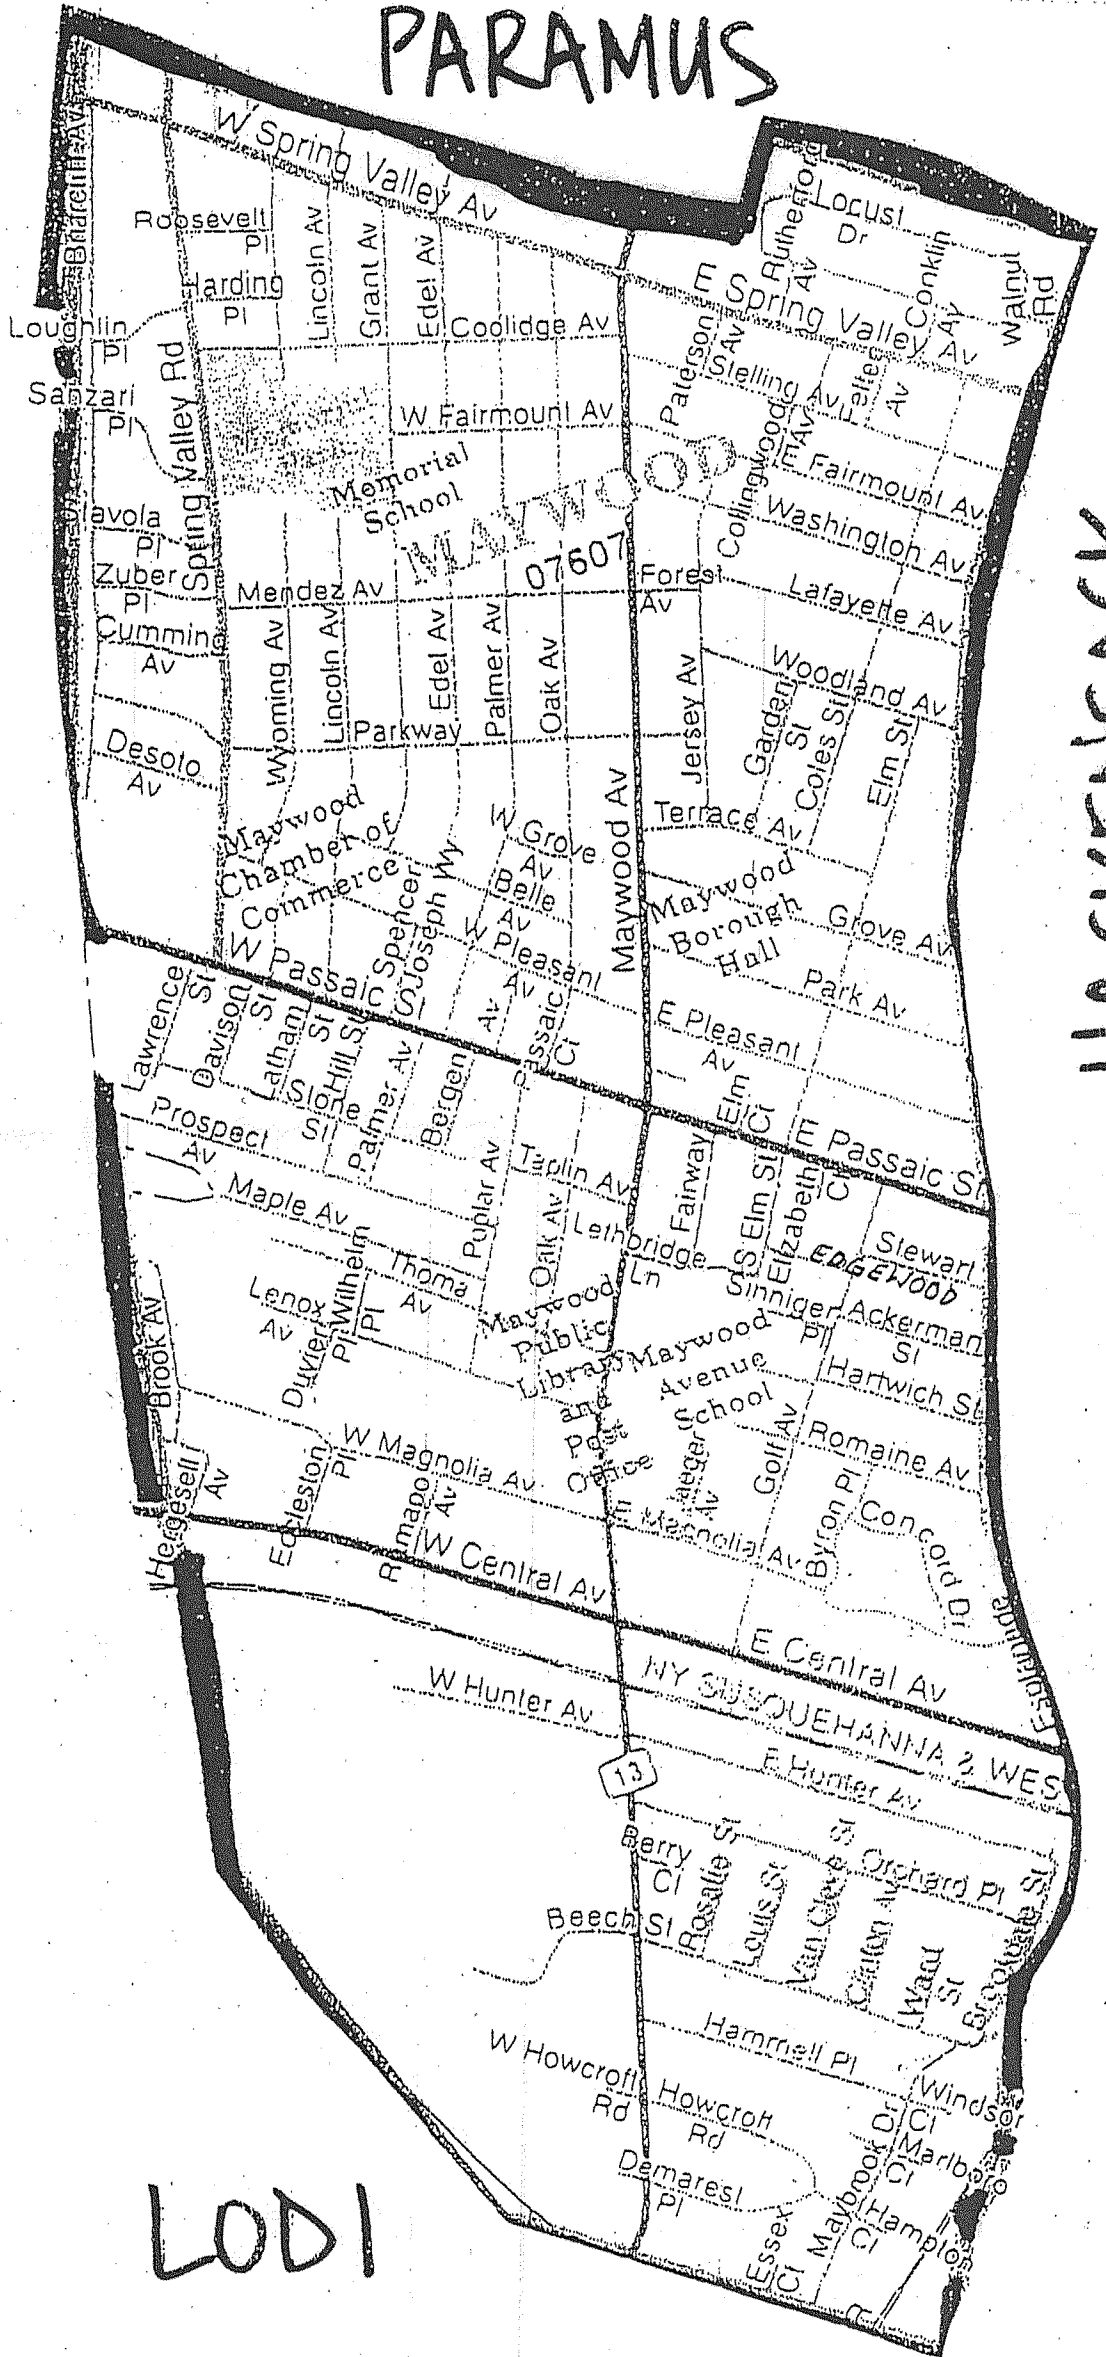 PARAMUS
W Spring Valley Av
Locust
Dr
Rutherford
Av
Conklin
Av
Walnut
Rd
Roosevelt
Pl
Lincoln Av
Grant Av
Edel Av
Harding
Pl
Coolidge Av
E Spring Valley Av
Loughlin
Pl
Sanzari
Pl
Spring Valley Rd
Paterson
Av
Stelling Av
Av
W Fairmount Av
Collingwood
Av
E Fairmount Av
Memorial
School
MAYWOOD
07607
Washington Av
Pl
Zuber
Pl
Mendez Av
Forest
Av
Lafayette Av
Cumming
Av
Wyoming Av
Lincoln Av
Edel Av
Palmer Av
Oak Av
Jersey Av
Woodland Av
Garden
St
Coles St
Elm St
Parkway
Desoto
Av
Maywood Av
Terrace Av
Maywood
Chamber of
Commerce
W Grove
Av
Belle
Av
Spencer
St
Joseph Wy
W Pleasant
Av
Maywood
Borough
Hall
Grove Av
Park Av
W Passaic St
E Pleasant
Av
Lawrence
St
Davison
St
Latham
St
Hill St
Stone
St
Palmer Av
Bergen
Av
Passaic
Ct
Elm
Ct
E Passaic St
Prospect
Av
Poplar Av
Taplin Av
Fairway
S Elm St
Elizabeth
Ct
Maple Av
Oak Av
Lethbridge
Ln
EDGEWOOD
Stewart
Thoma
Av
Lenox
Av
Wilhelm
Pl
Duvier
Pl
Sinniger
Pl
Ackerman
St
Maywood
Public
Library
and
Post
Office
Maywood
Avenue
School
Hartwich St
Brook Av
Golf Av
Romaine Av
W Magnolia Av
Jaeger
Av
E Magnolia Av
Byron Pl
Concord Dr
Hergesell
Av
Eccleston
Pl
Ramapo
Av
W Central Av
E Central Av
Esplanade
NY SUSQUEHANNA & WES
W Hunter Av
E Hunter Av
13
Berry
Ct
Rosalie St
Louis St
Van Cleve St
Orchard Pl
Beech St
Ward
St
Brookdale St
Hammell Pl
W Howcroft
Rd
Howcroft
Rd
Windsor
Ct
Marlboro
Ct
Maybrook Dr
Demarest
Pl
Hampton
Ct
Essex
Ct
LODI